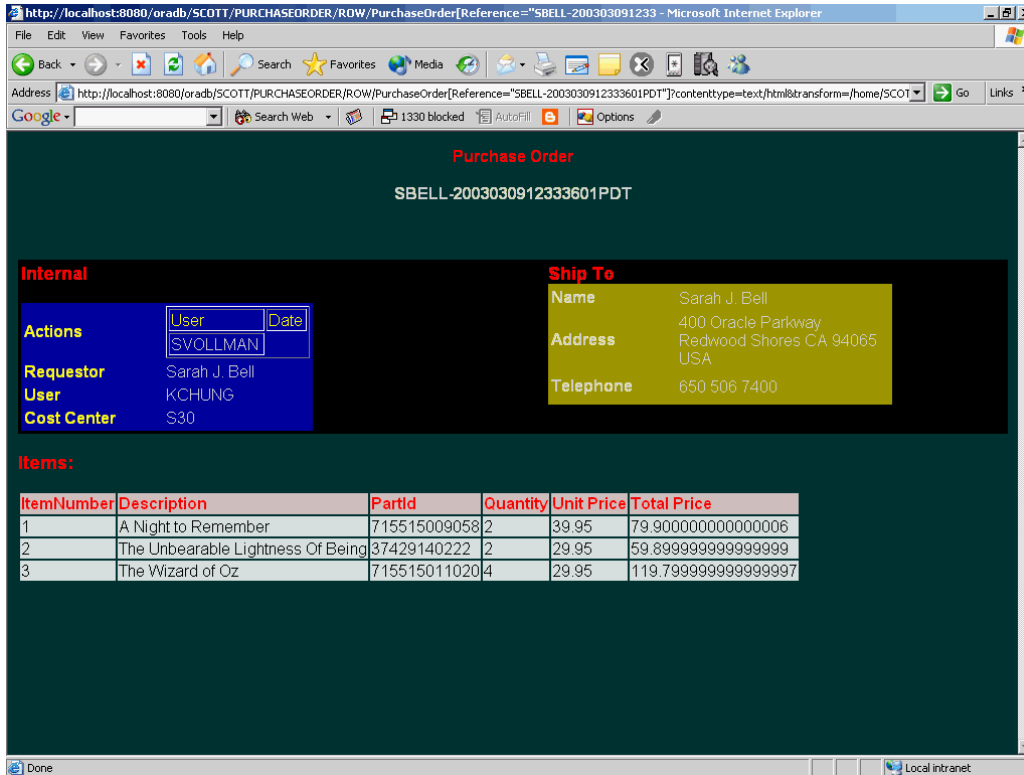 http://localhost:8080/oradb/SCOTT/PURCHASEORDER/ROW/PurchaseOrder[Reference="SBELL-200303091233 - Microsoft Internet Explorer
File Edit View Favorites Tools Help
Back Search Favorites Media
Address http://localhost:8080/oradb/SCOTT/PURCHASEORDER/ROW/PurchaseOrder[Reference="SBELL-2003030912333601PDT"]?contenttype=text/html&transform=/home/SCOT Go Links
Google Search Web 1330 blocked AutoFill Options
Purchase Order
SBELL-2003030912333601PDT
Internal
Actions
User Date
SVOLLMAN
Requestor Sarah J. Bell
User KCHUNG
Cost Center S30
Ship To
Name Sarah J. Bell
Address 400 Oracle Parkway
Redwood Shores CA 94065
USA
Telephone 650 506 7400
Items:
ItemNumber Description PartId Quantity Unit Price Total Price
1 A Night to Remember 715515009058 2 39.95 79.900000000000006
2 The Unbearable Lightness Of Being 37429140222 2 29.95 59.899999999999999
3 The Wizard of Oz 715515011020 4 29.95 119.799999999999997
Done Local intranet